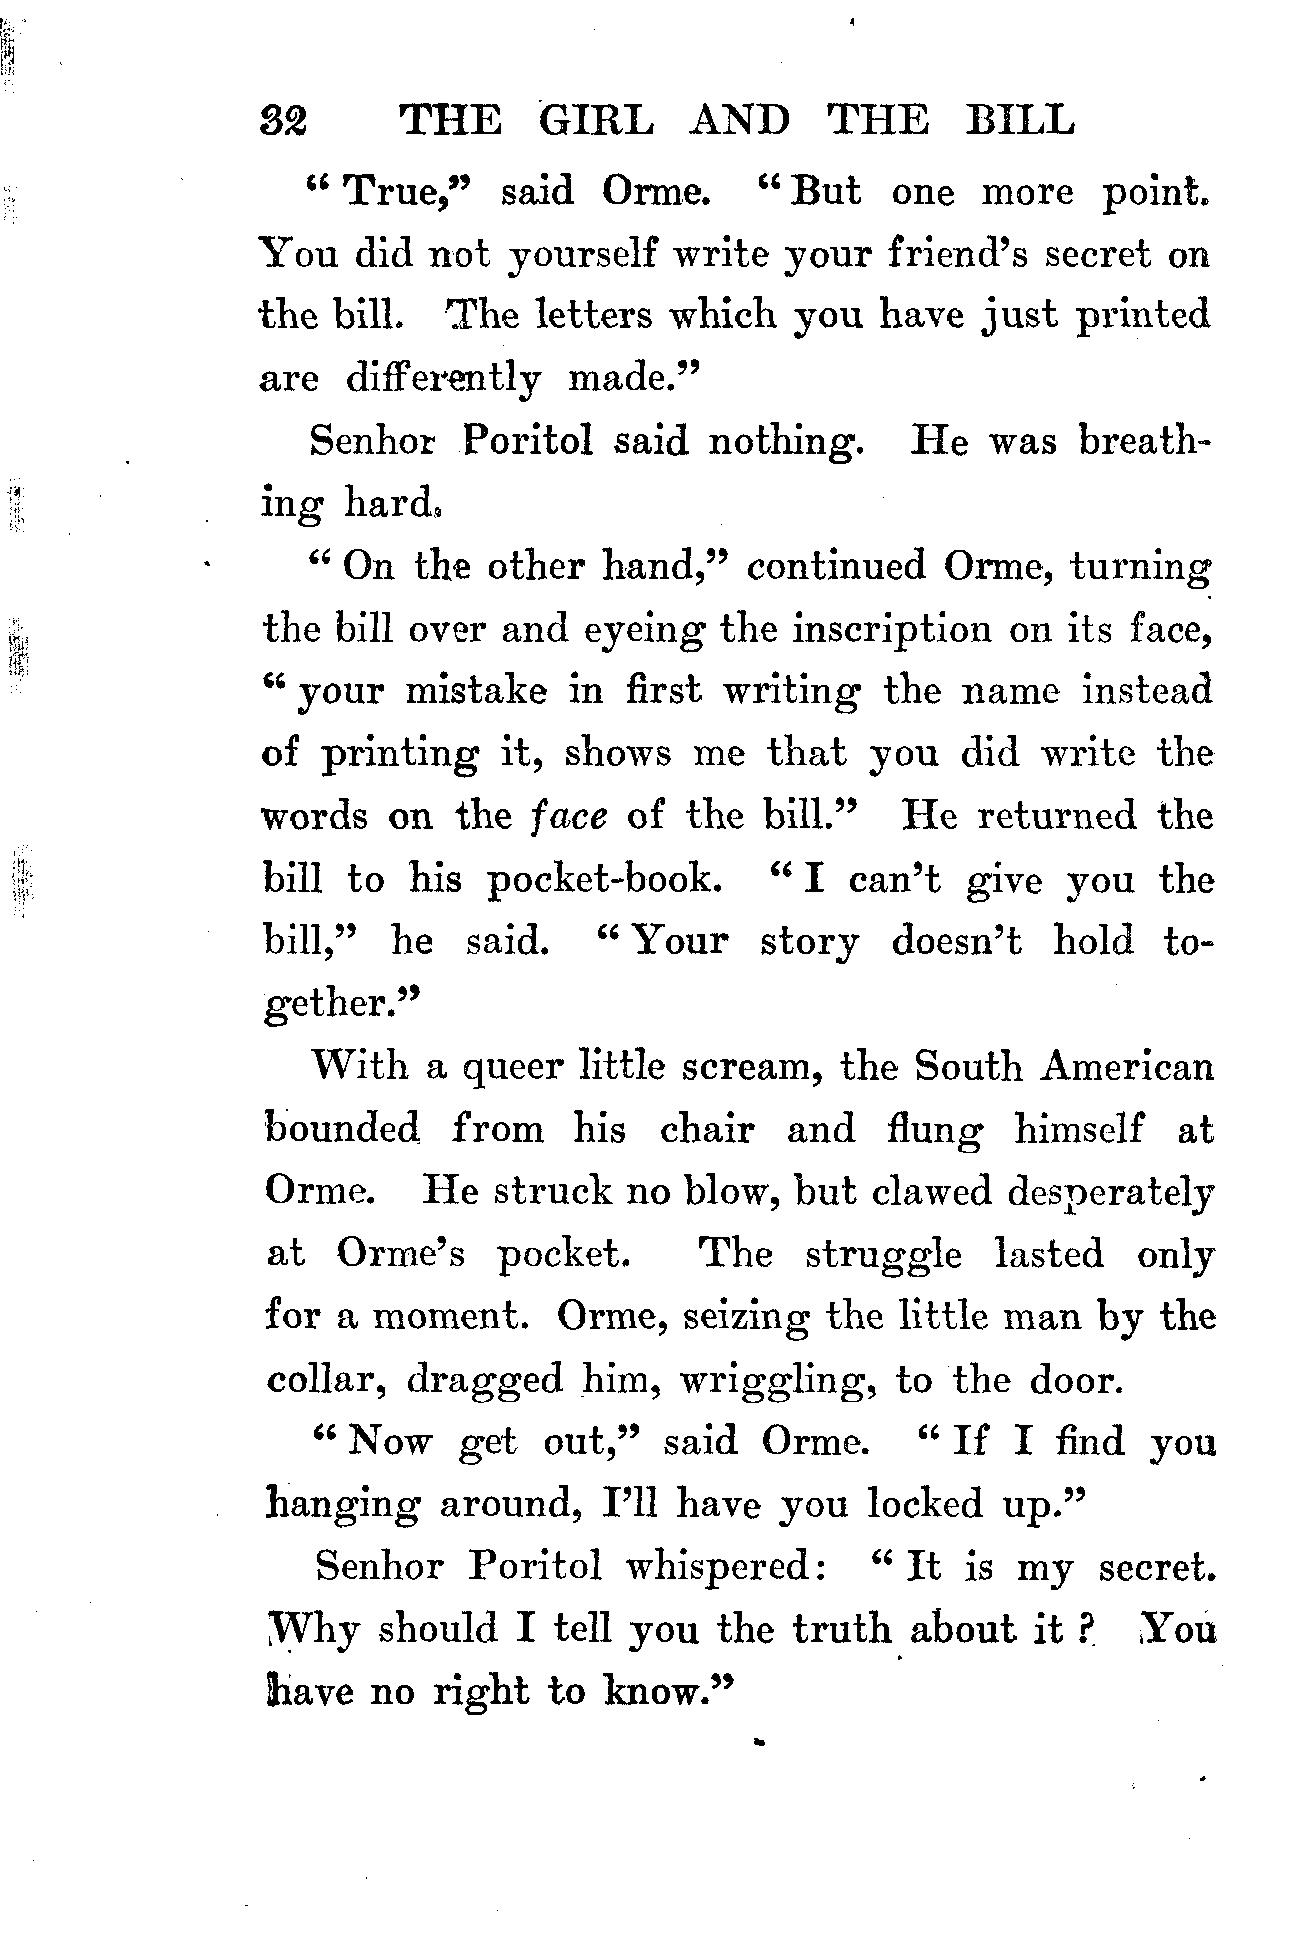 32 THE GIRL AND THE BILL
“ True,” said Orme. “ But one more point.
You did not yourself write your friend’s secret on
the bill. The letters which you have just printed
are differently made.”
Senhor Poritol said nothing. He was breath-
ing hard.
“ On the other hand,” continued Orme, turning
the bill over and eyeing the inscription on its face,
“ your mistake in first writing the name instead
of printing it, shows me that you did write the
words on the face of the bill.” He returned the
bill to his pocket-book. “ I can’t give you the
bill,” he said. “ Your story doesn’t hold to-
gether.”
With a queer little scream, the South American
bounded from his chair and flung himself at
Orme. He struck no blow, but clawed desperately
at Orme’s pocket. The struggle lasted only
for a moment. Orme, seizing the little man by the
collar, dragged him, wriggling, to the door.
“ Now get out,” said Orme. “ If I find you
hanging around, I’ll have you locked up.”
Senhor Poritol whispered: “ It is my secret.
Why should I tell you the truth about it ? You
have no right to know.”